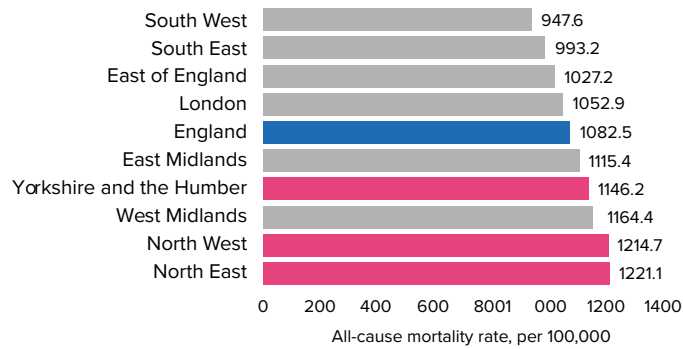 South West 947.6
South East 993.2
East of England 1027.2
London 1052.9
England 1082.5
East Midlands 1115.4
Yorkshire and the Humber 1146.2
West Midlands 1164.4
North West 1214.7
North East 1221.1
0 200 400 600 8001 000 1200 1400
All-cause mortality rate, per 100,000